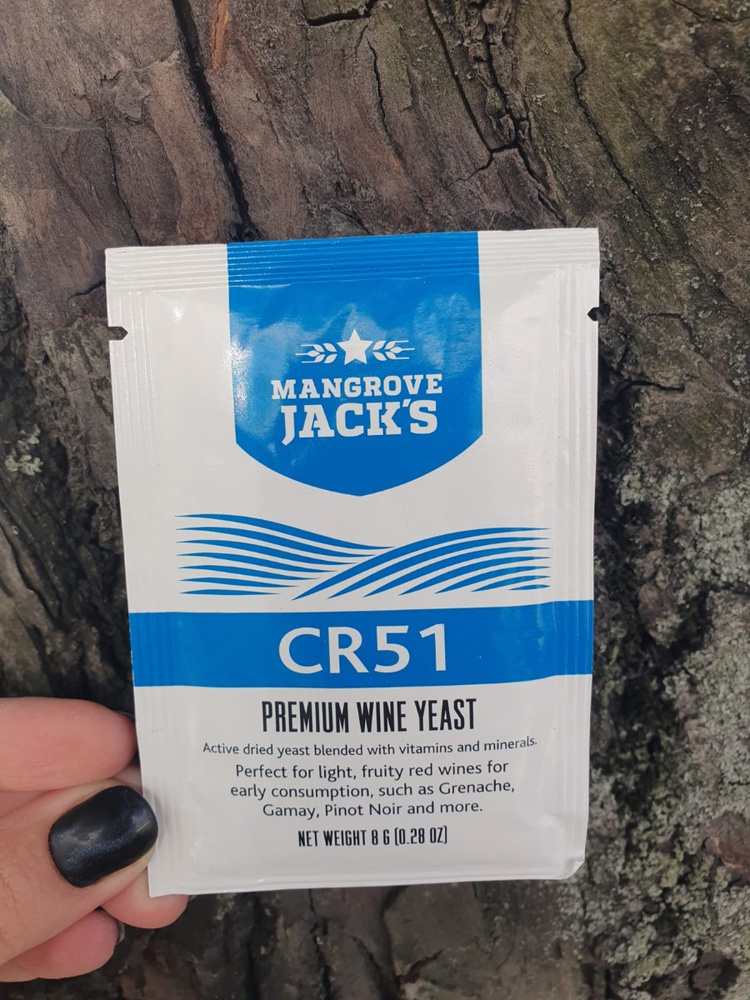 MANGROVE
JACK'S
CR51
PREMIUM WINE YEAST
Active dried yeast blended with vitamins and minerals.
Perfect for light, fruity red wines for
early consumption, such as Grenache,
Gamay, Pinot Noir and more.
NET WEIGHT 8 G (0.28 OZ)